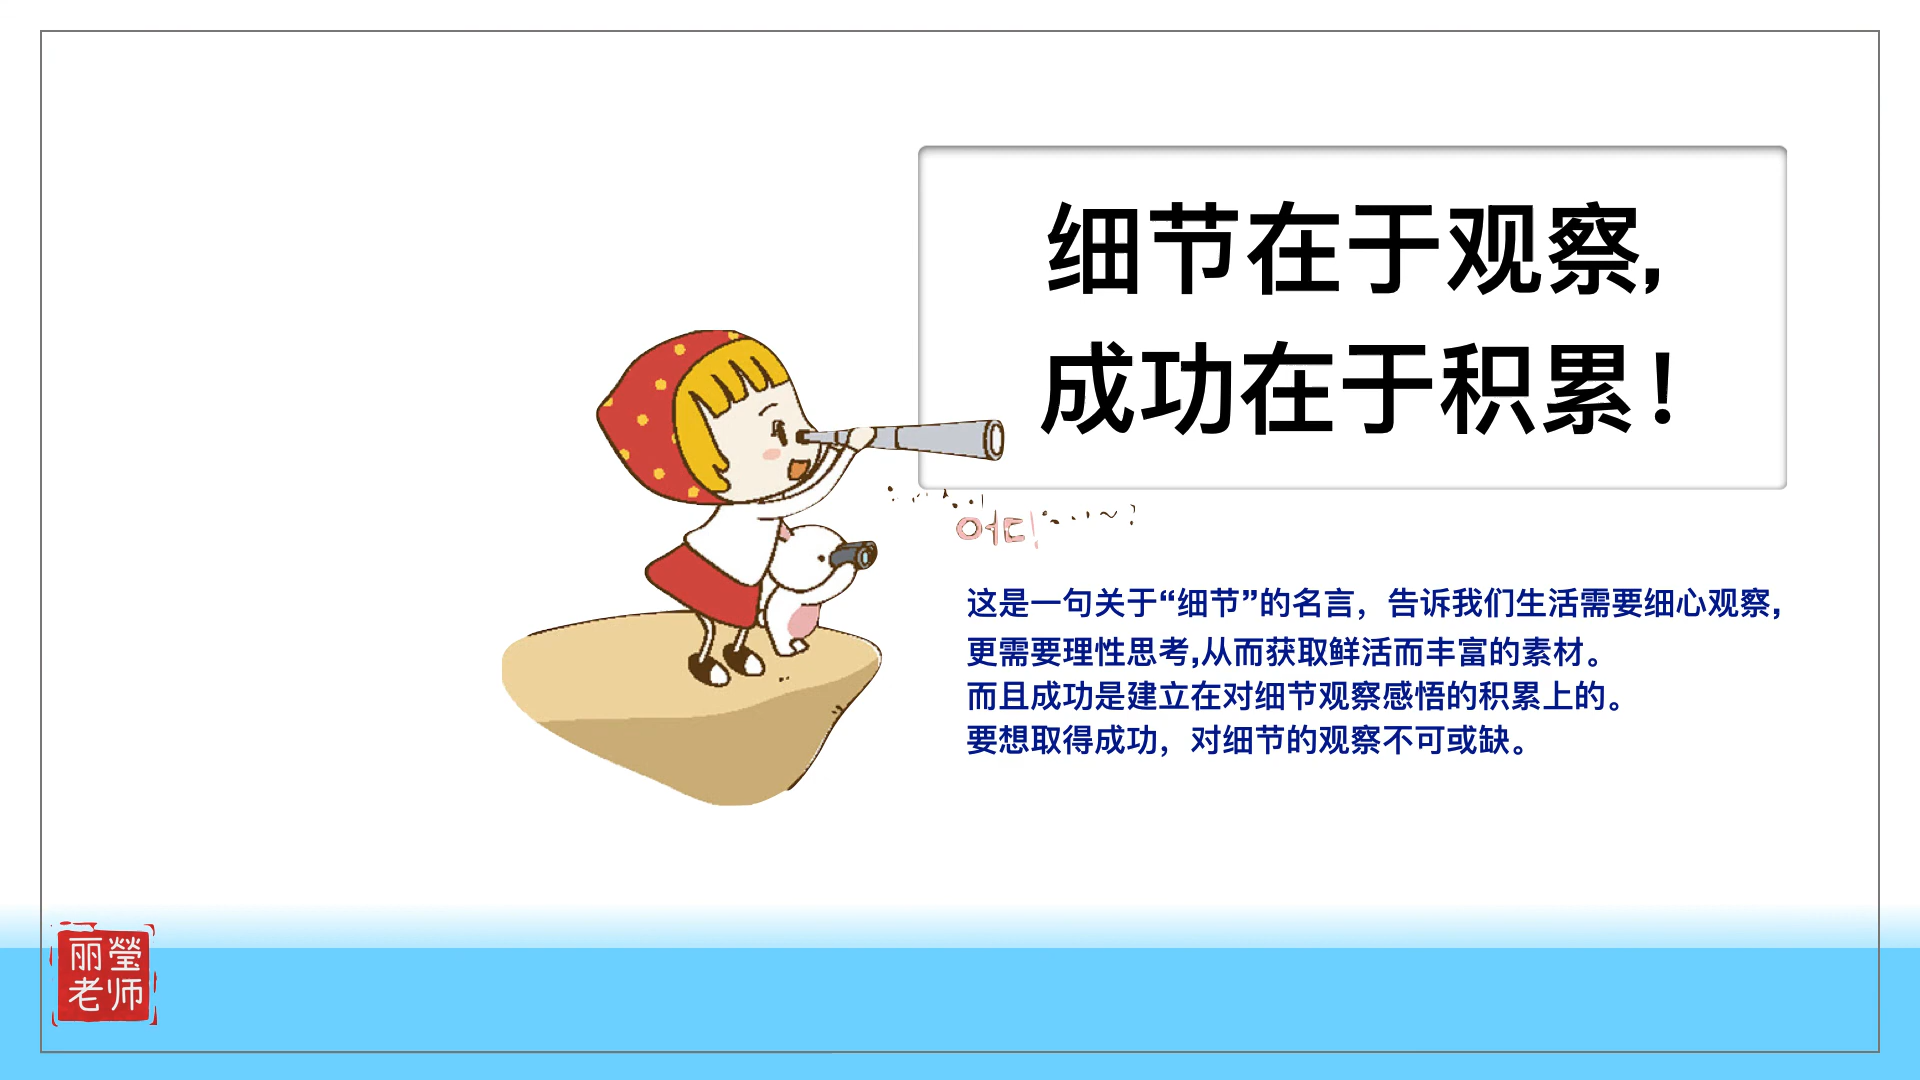 细节在于观察,
成功在于积累！
어디
这是一句关于“细节”的名言，告诉我们生活需要细心观察,
更需要理性思考,从而获取鲜活而丰富的素材。
而且成功是建立在对细节观察感悟的积累上的。
要想取得成功，对细节的观察不可或缺。
丽瑩
老师